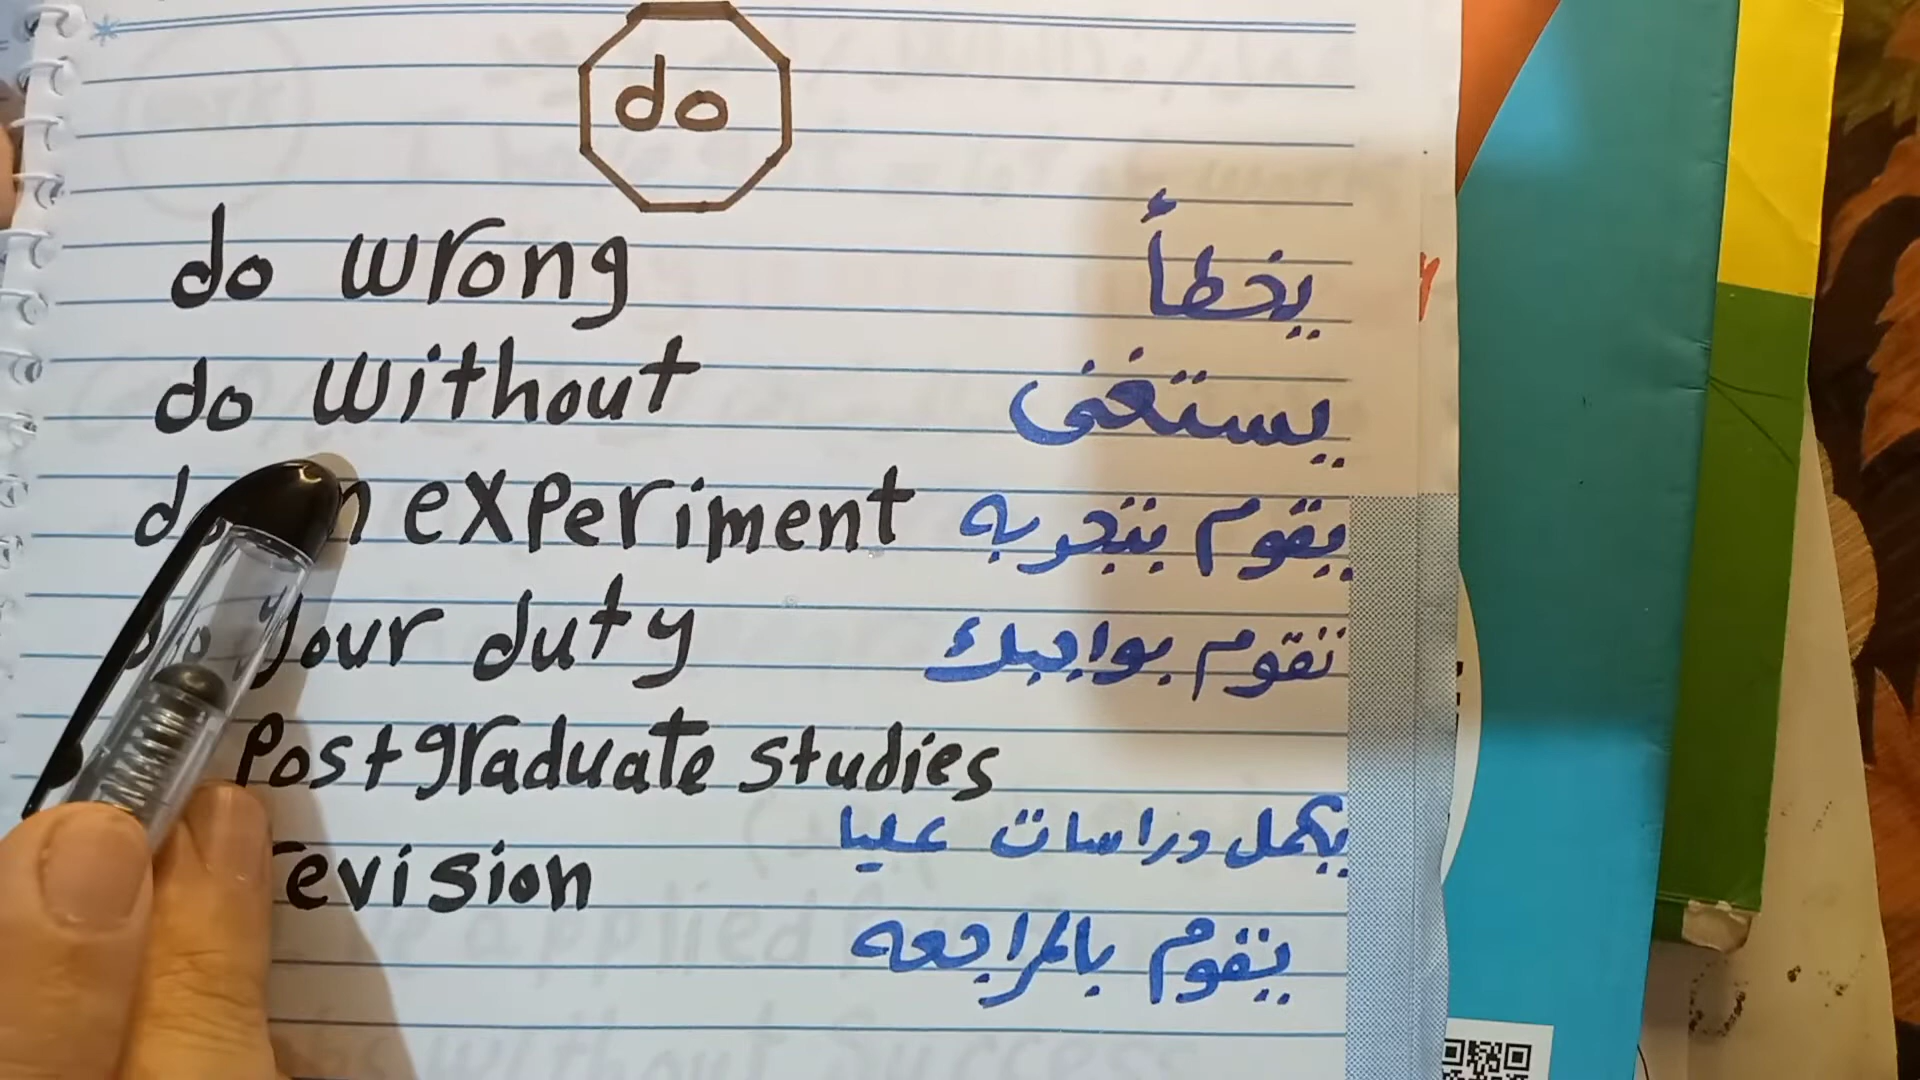 do
do wrong يخطأ
do without يستغنى
experiment يقوم بتجربه
your duty تقوم بواجبك
Postgraduate studies
يكمل دراسات عليا
revision
يقوم بالمراجعه